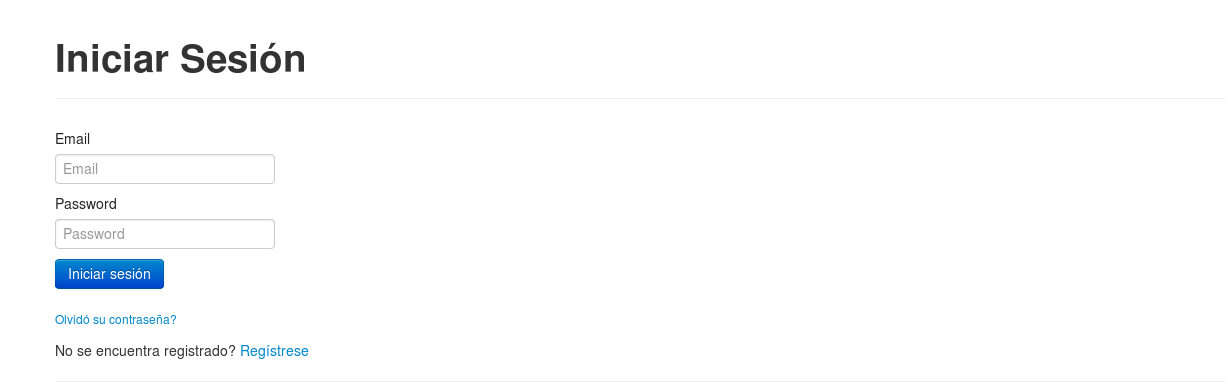 Iniciar Sesión
Email
Email
Password
Password
Iniciar sesión
Olvidó su contraseña?
No se encuentra registrado? Regístrese